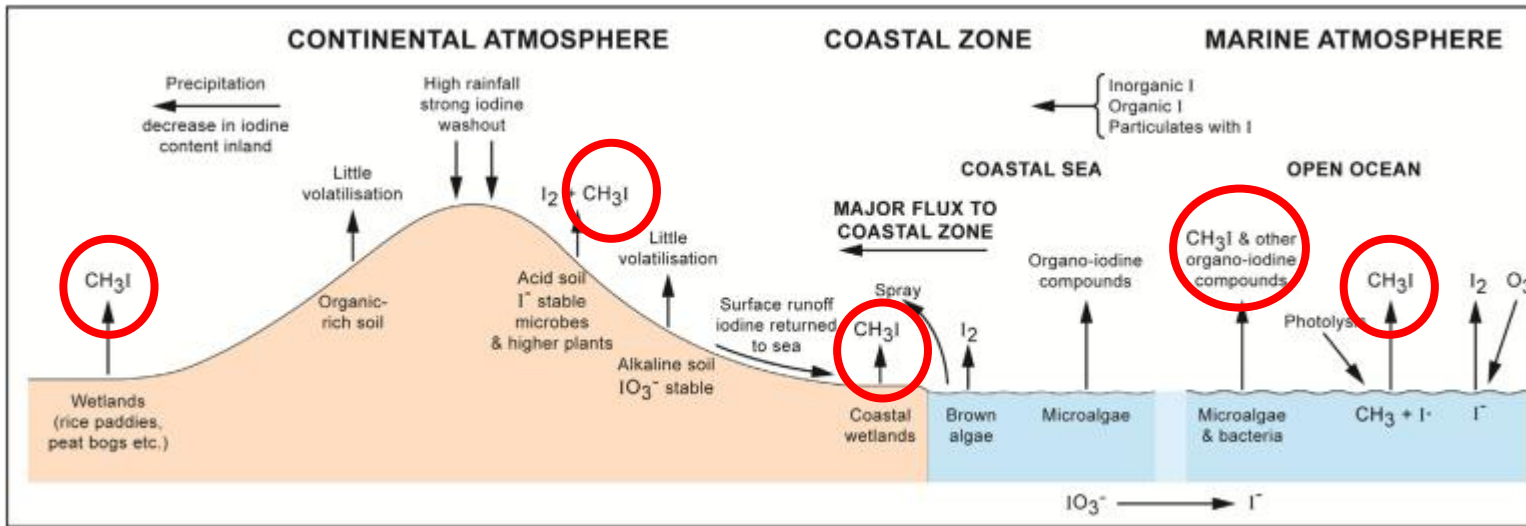 CONTINENTAL ATMOSPHERE
COASTAL ZONE
MARINE ATMOSPHERE
Precipitation
decrease in iodine
content inland
High rainfall
strong iodine
washout
Inorganic I
Organic I
Particulates with I
COASTAL SEA
OPEN OCEAN
Little
volatilisation
I₂ + CH₃I
MAJOR FLUX TO
COASTAL ZONE
Little
volatilisation
CH₃I & other
organo-iodine
compounds
CH₃I
CH₃I
I₂
O₃
Organo-iodine
compounds
Organic-
rich soil
Acid soil
I⁻ stable
microbes
& higher plants
Surface runoff
iodine returned
to sea
Spray
CH₃I
I₂
Photolysis
Alkaline soil
IO₃⁻ stable
Wetlands
(rice paddies,
peat bogs etc.)
Coastal
wetlands
Brown
algae
Microalgae
Microalgae
& bacteria
CH₃ + I·
I⁻
IO₃⁻
I⁻